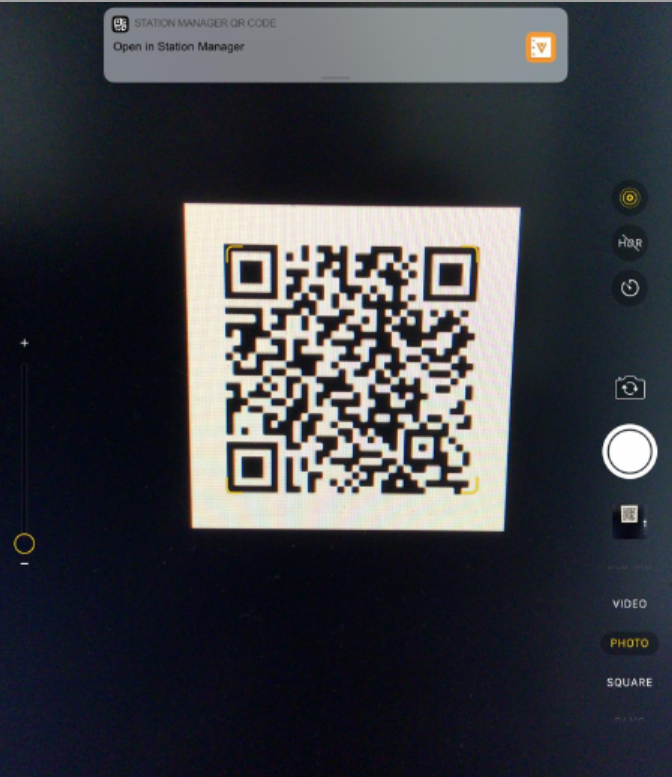 STATION MANAGER QR CODE
Open in Station Manager
HDR
+
−
VIDEO
PHOTO
SQUARE